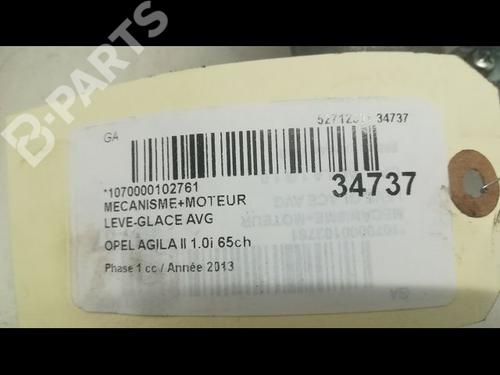 B-PARTS
GA
34737
*1070000102761
MECANISME+MOTEUR
LEVE-GLACE AVG
34737
OPEL AGILA II 1.0i 65ch
Phase 1 cc / Année 2013
GA